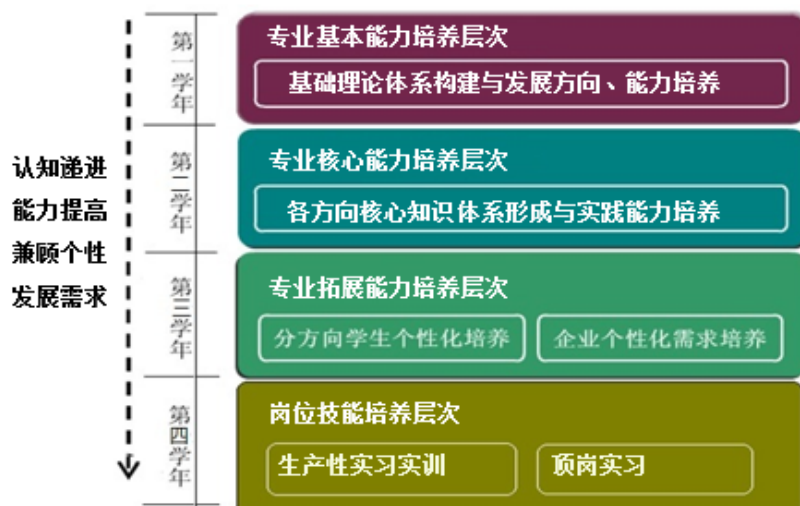 认知递进
能力提高
兼顾个性
发展需求
第一学年
专业基本能力培养层次
基础理论体系构建与发展方向、能力培养
第二学年
专业核心能力培养层次
各方向核心知识体系形成与实践能力培养
第三学年
专业拓展能力培养层次
分方向学生个性化培养
企业个性化需求培养
第四学年
岗位技能培养层次
生产性实习实训
顶岗实习